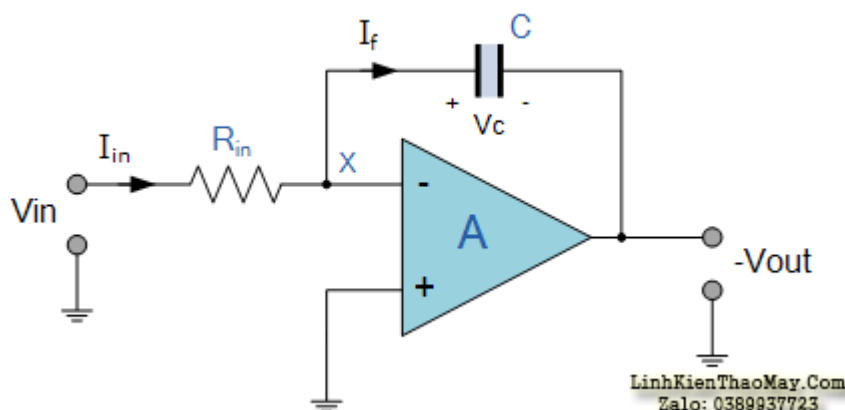 If
C
+ Vc -
Iin
Rin
X
Vin
-
A
+
-Vout
LinhKienThaoMay.Com
Zalo: 0389937723